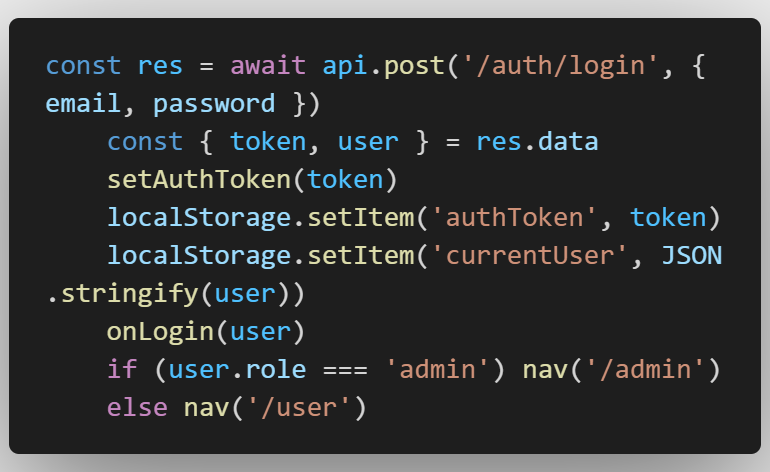 const res = await api.post('/auth/login', {
email, password })
    const { token, user } = res.data
    setAuthToken(token)
    localStorage.setItem('authToken', token)
    localStorage.setItem('currentUser', JSON
.stringify(user))
    onLogin(user)
    if (user.role === 'admin') nav('/admin')
    else nav('/user')